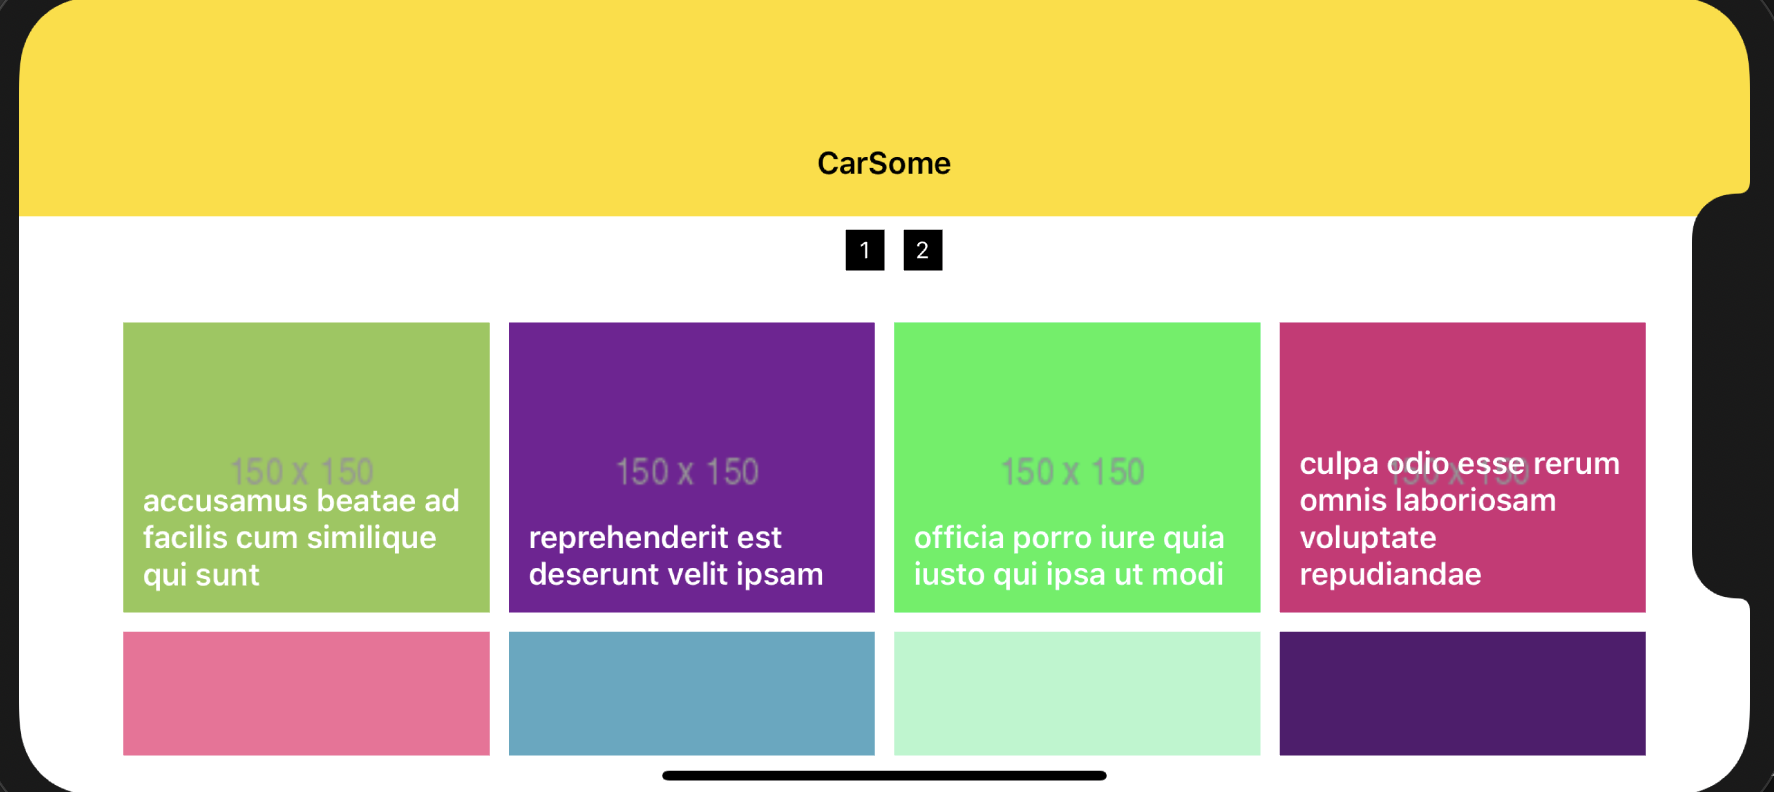 CarSome
1 2
150 x 150
accusamus beatae ad
facilis cum similique
qui sunt
150 x 150
reprehenderit est
deserunt velit ipsam
150 x 150
officia porro iure quia
iusto qui ipsa ut modi
150 x 150
culpa odio esse rerum
omnis laboriosam
voluptate
repudiandae